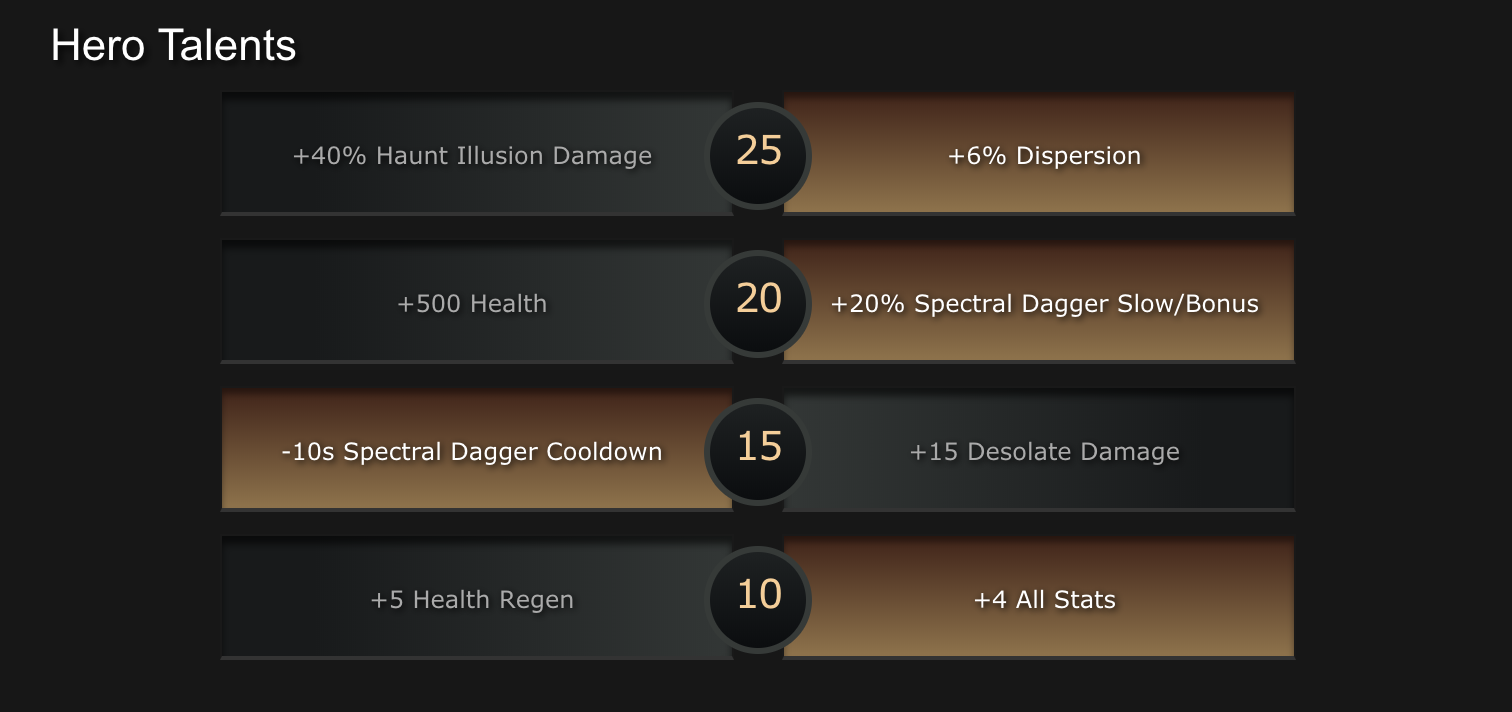 Hero Talents
+40% Haunt Illusion Damage 25 +6% Dispersion
+500 Health 20 +20% Spectral Dagger Slow/Bonus
-10s Spectral Dagger Cooldown 15 +15 Desolate Damage
+5 Health Regen 10 +4 All Stats